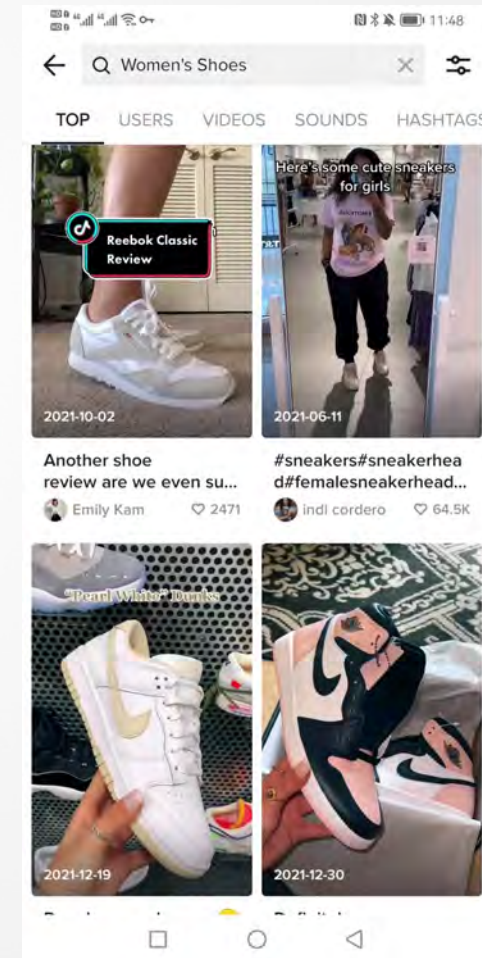 11:48
Women's Shoes
TOP USERS VIDEOS SOUNDS HASHTAGS
Reebok Classic
Review
2021-10-02
Another shoe
review are we even su...
Emily Kam 2471
Here's some cute sneakers
for girls
2021-06-11
#sneakers#sneakerhea
d#femalesneakerhead...
indi cordero 64.5K
"Pearl White" Dunks
2021-12-19
2021-12-30